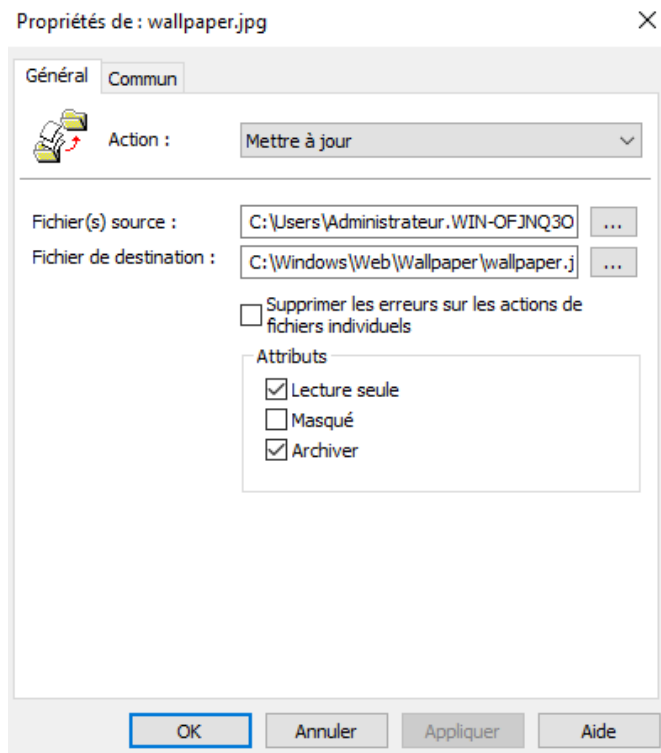 Propriétés de : wallpaper.jpg
Général
Commun
Action :
Mettre à jour
Fichier(s) source :
C:\Users\Administrateur.WIN-OFJNQ3O
...
Fichier de destination :
C:\Windows\Web\Wallpaper\wallpaper.j
...
Supprimer les erreurs sur les actions de
fichiers individuels
Attributs
Lecture seule
Masqué
Archiver
OK
Annuler
Appliquer
Aide